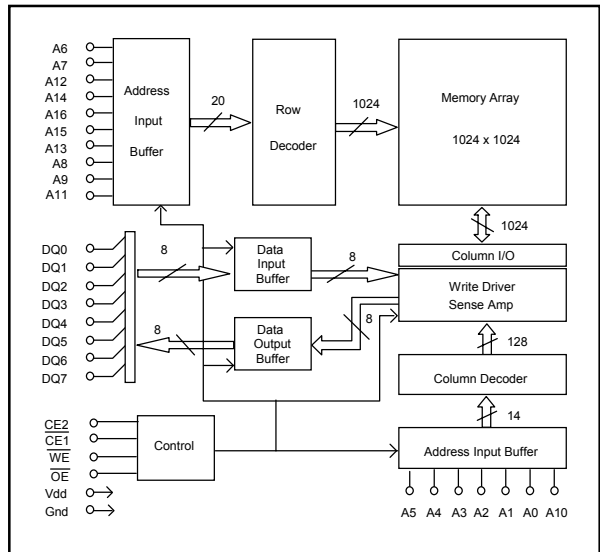 A6
A7
A12
A14
A16
A15
A13
A8
A9
A11
Address
Input
Buffer
20
Row
Decoder
1024
Memory Array
1024 x 1024
1024
DQ0
DQ1
DQ2
DQ3
DQ4
DQ5
DQ6
DQ7
8
Data
Input
Buffer
8
Column I/O
Write Driver
Sense Amp
8
Data
Output
Buffer
8
128
Column Decoder
14
Address Input Buffer
CE2
CE1
WE
OE
Vdd
Gnd
Control
A5 A4 A3 A2 A1 A0 A10